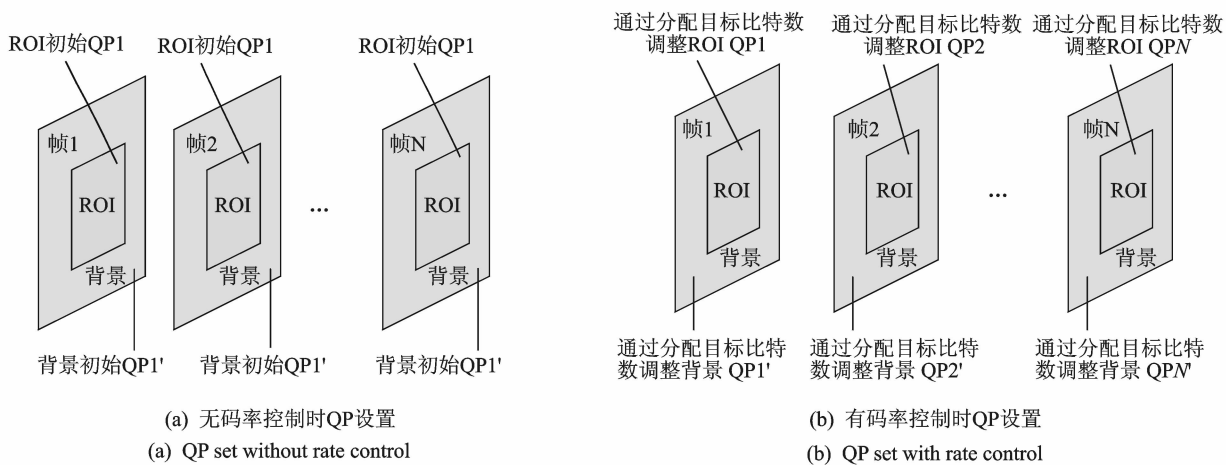 ROI初始QP1
ROI初始QP1
ROI初始QP1
帧1
帧2
帧N
ROI
ROI
...
ROI
背景
背景
背景
背景初始QP1'
背景初始QP1'
背景初始QP1'
(a) 无码率控制时QP设置
(a) QP set without rate control
通过分配目标比特数
调整ROI QP1
通过分配目标比特数
调整ROI QP2
通过分配目标比特数
调整ROI QPN
帧1
帧2
帧N
ROI
ROI
...
ROI
背景
背景
背景
通过分配目标比特
数调整背景 QP1'
通过分配目标比特
数调整背景 QP2'
通过分配目标比特
数调整背景 QPN'
(b) 有码率控制时QP设置
(b) QP set with rate control